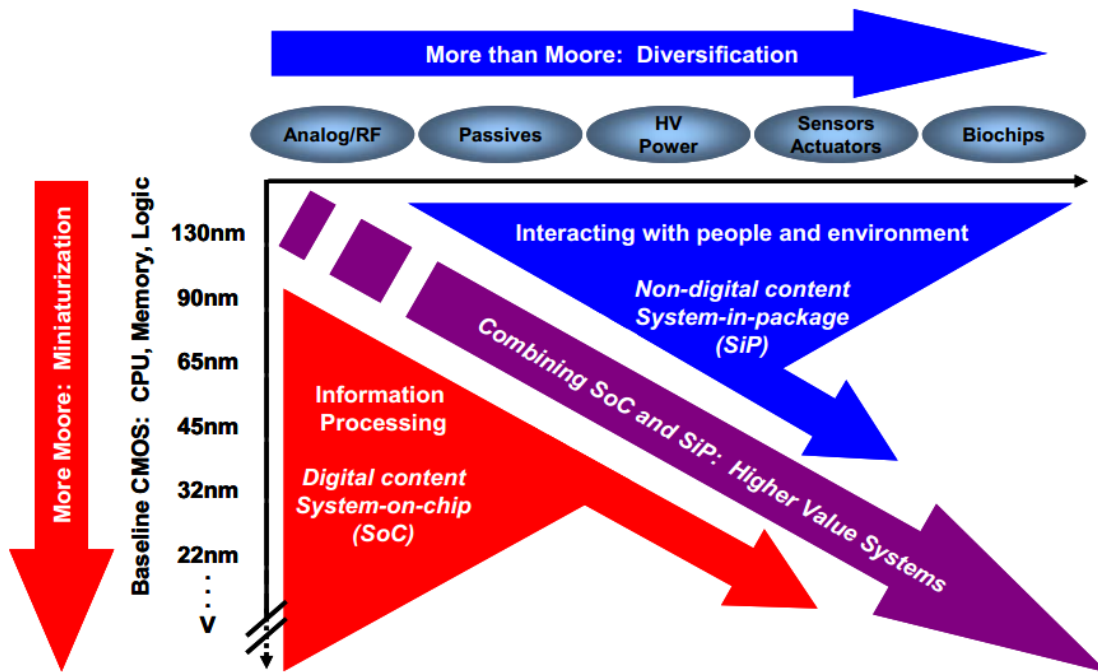 More than Moore: Diversification
Analog/RF
Passives
HV
Power
Sensors
Actuators
Biochips
More Moore: Miniaturization
Baseline CMOS: CPU, Memory, Logic
130nm
90nm
65nm
45nm
32nm
22nm
V
Interacting with people and environment
Non-digital content
System-in-package
(SiP)
Combining SoC and SiP: Higher Value Systems
Information
Processing
Digital content
System-on-chip
(SoC)